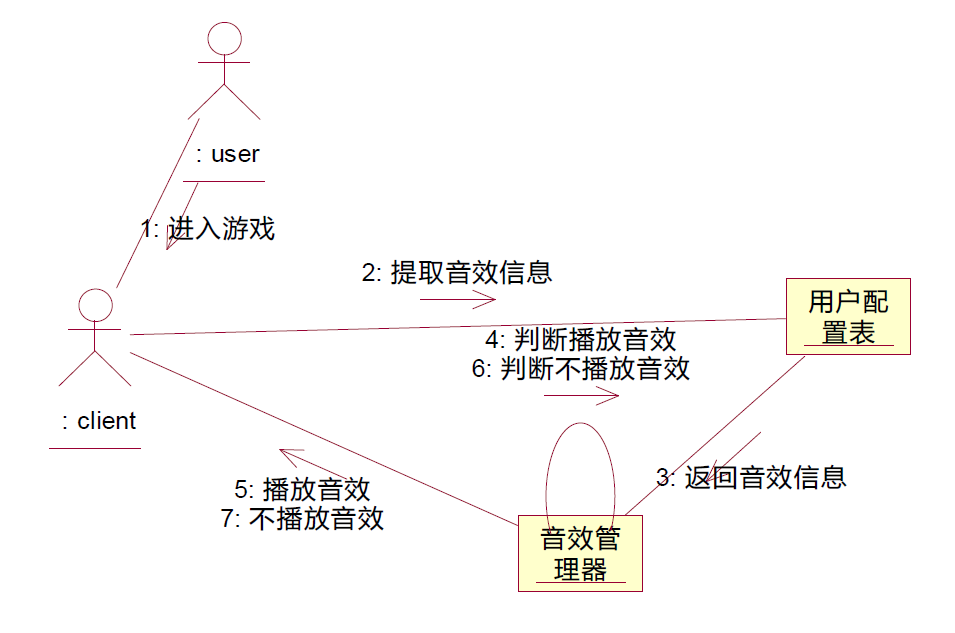 : user
1: 进入游戏
2: 提取音效信息
用户配
置表
4: 判断播放音效
6: 判断不播放音效
: client
3: 返回音效信息
5: 播放音效
7: 不播放音效
音效管
理器